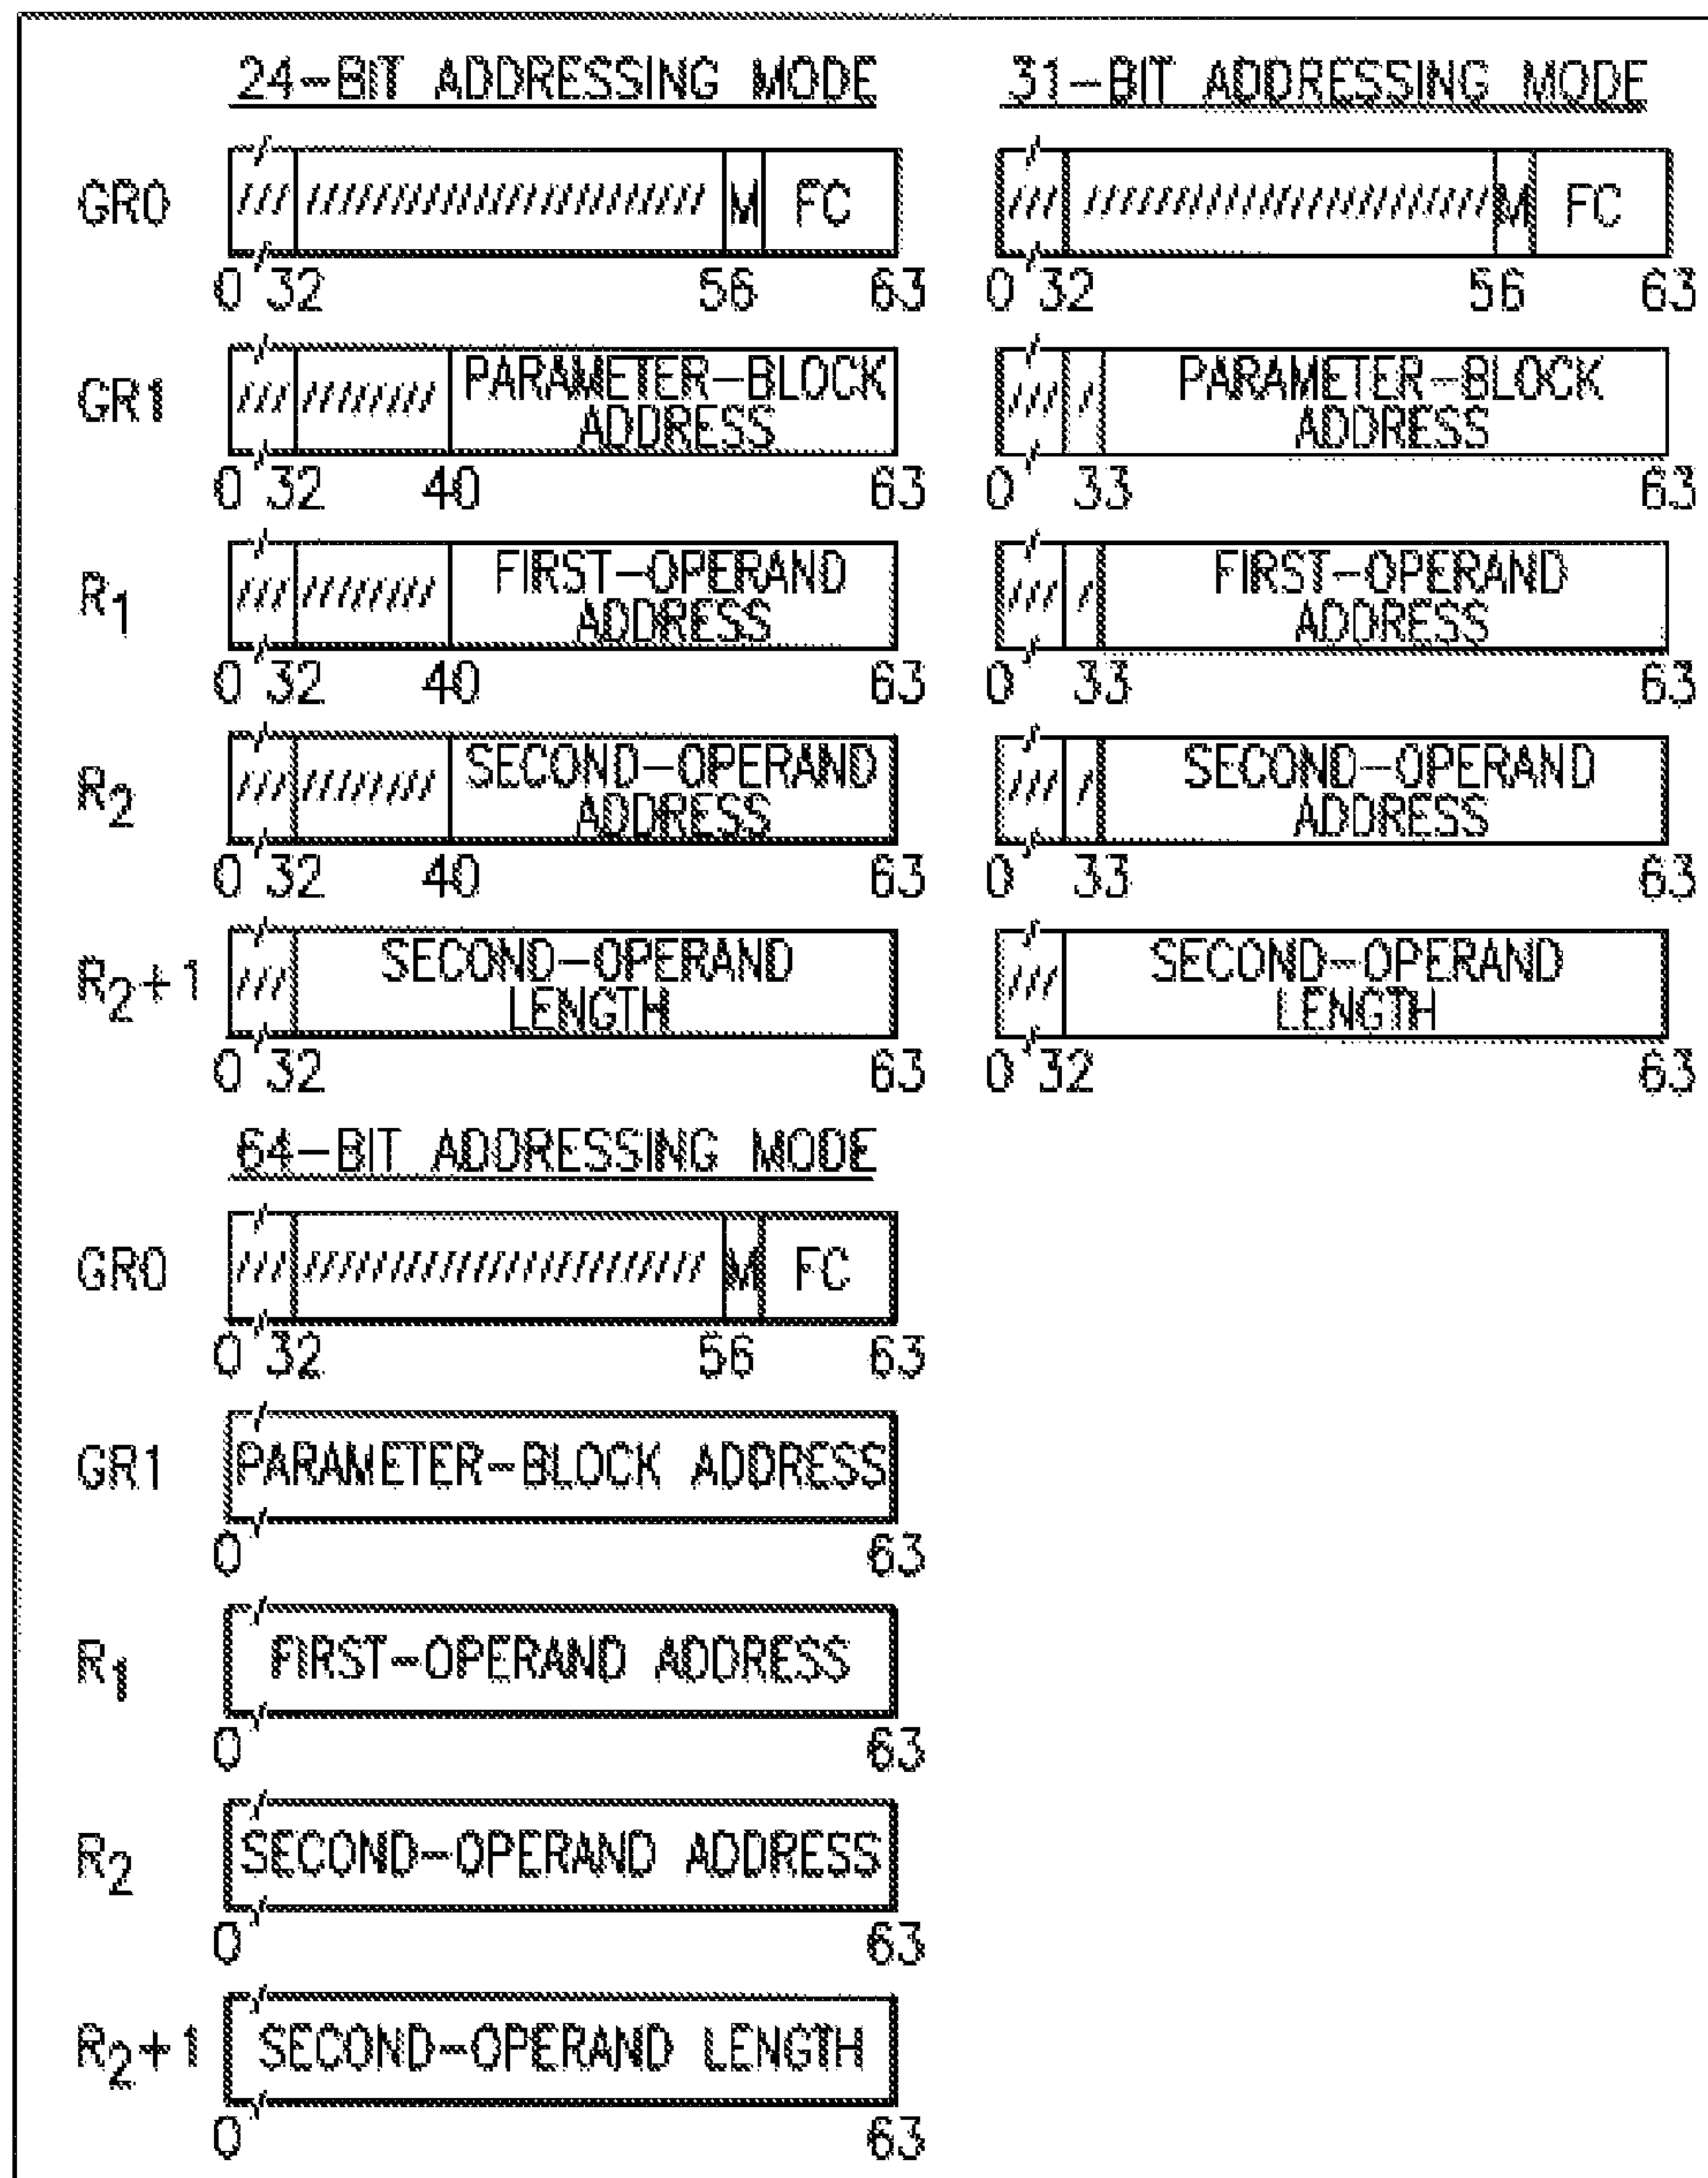 24-BIT ADDRESSING MODE 31-BIT ADDRESSING MODE
GR0 /// ////////////////////// M FC /// ////////////////////// M FC
0 32 56 63 0 32 56 63
GR1 /// //////// PARAMETER-BLOCK /// / PARAMETER-BLOCK
ADDRESS ADDRESS
0 32 40 63 0 33 63
R1 /// //////// FIRST-OPERAND /// / FIRST-OPERAND
ADDRESS ADDRESS
0 32 40 63 0 33 63
R2 /// //////// SECOND-OPERAND /// / SECOND-OPERAND
ADDRESS ADDRESS
0 32 40 63 0 33 63
R2+1 /// SECOND-OPERAND /// SECOND-OPERAND
LENGTH LENGTH
0 32 63 0 32 63
64-BIT ADDRESSING MODE
GR0 /// ////////////////////// M FC
0 32 56 63
GR1 PARAMETER-BLOCK ADDRESS
0 63
R1 FIRST-OPERAND ADDRESS
0 63
R2 SECOND-OPERAND ADDRESS
0 63
R2+1 SECOND-OPERAND LENGTH
0 63